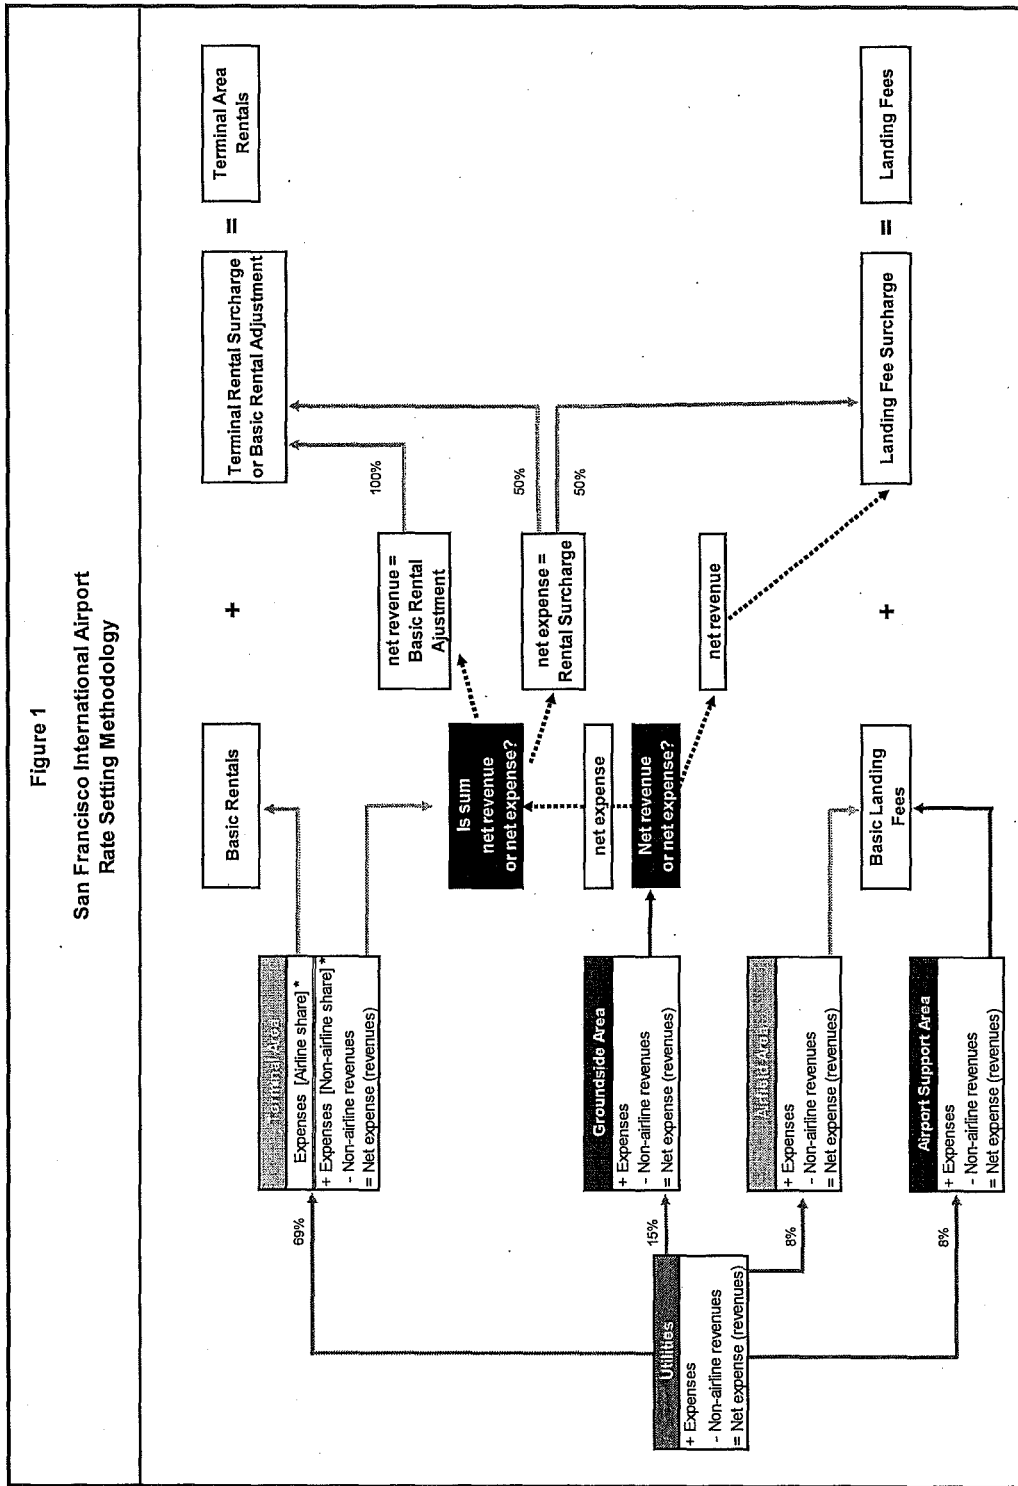 Figure 1
San Francisco International Airport
Rate Setting Methodology
Utilities
+ Expenses
- Non-airline revenues
= Net expense (revenues)
69%
15%
8%
8%
Terminal Area
Expenses [Airline share] *
+ Expenses [Non-airline share] *
- Non-airline revenues
= Net expense (revenues)
Groundside Area
+ Expenses
- Non-airline revenues
= Net expense (revenues)
Airfield Area
+ Expenses
- Non-airline revenues
= Net expense (revenues)
Airport Support Area
+ Expenses
- Non-airline revenues
= Net expense (revenues)
Basic Rentals
Is sum
net revenue
or net expense?
net expense
Net revenue
or net expense?
Basic Landing
Fees
+
net revenue =
Basic Rental
Ajustment
net expense =
Rental Surcharge
net revenue
+
100%
50%
50%
Terminal Rental Surcharge
or Basic Rental Adjustment
Landing Fee Surcharge
=
=
Terminal Area
Rentals
Landing Fees